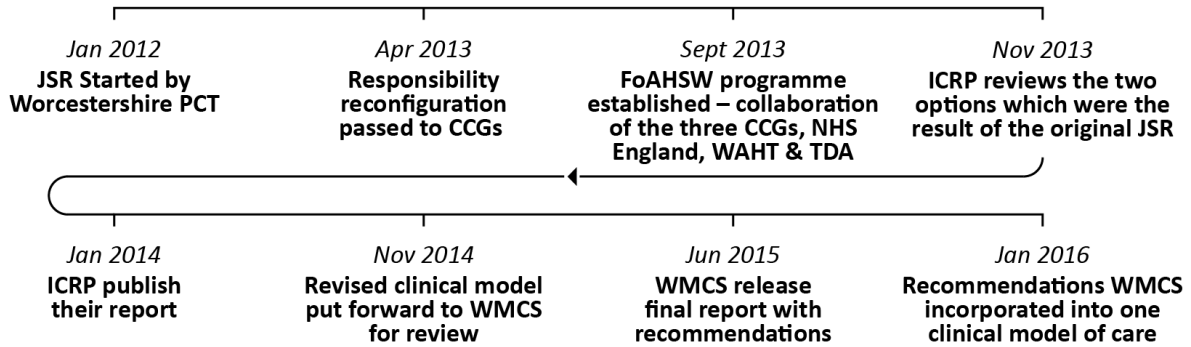 Jan 2012
JSR Started by
Worcestershire PCT
Apr 2013
Responsibility
reconfiguration
passed to CCGs
Sept 2013
FoAHSW programme
established – collaboration
of the three CCGs, NHS
England, WAHT & TDA
Nov 2013
ICRP reviews the two
options which were the
result of the original JSR
Jan 2014
ICRP publish
their report
Nov 2014
Revised clinical model
put forward to WMCS
for review
Jun 2015
WMCS release
final report with
recommendations
Jan 2016
Recommendations WMCS
incorporated into one
clinical model of care